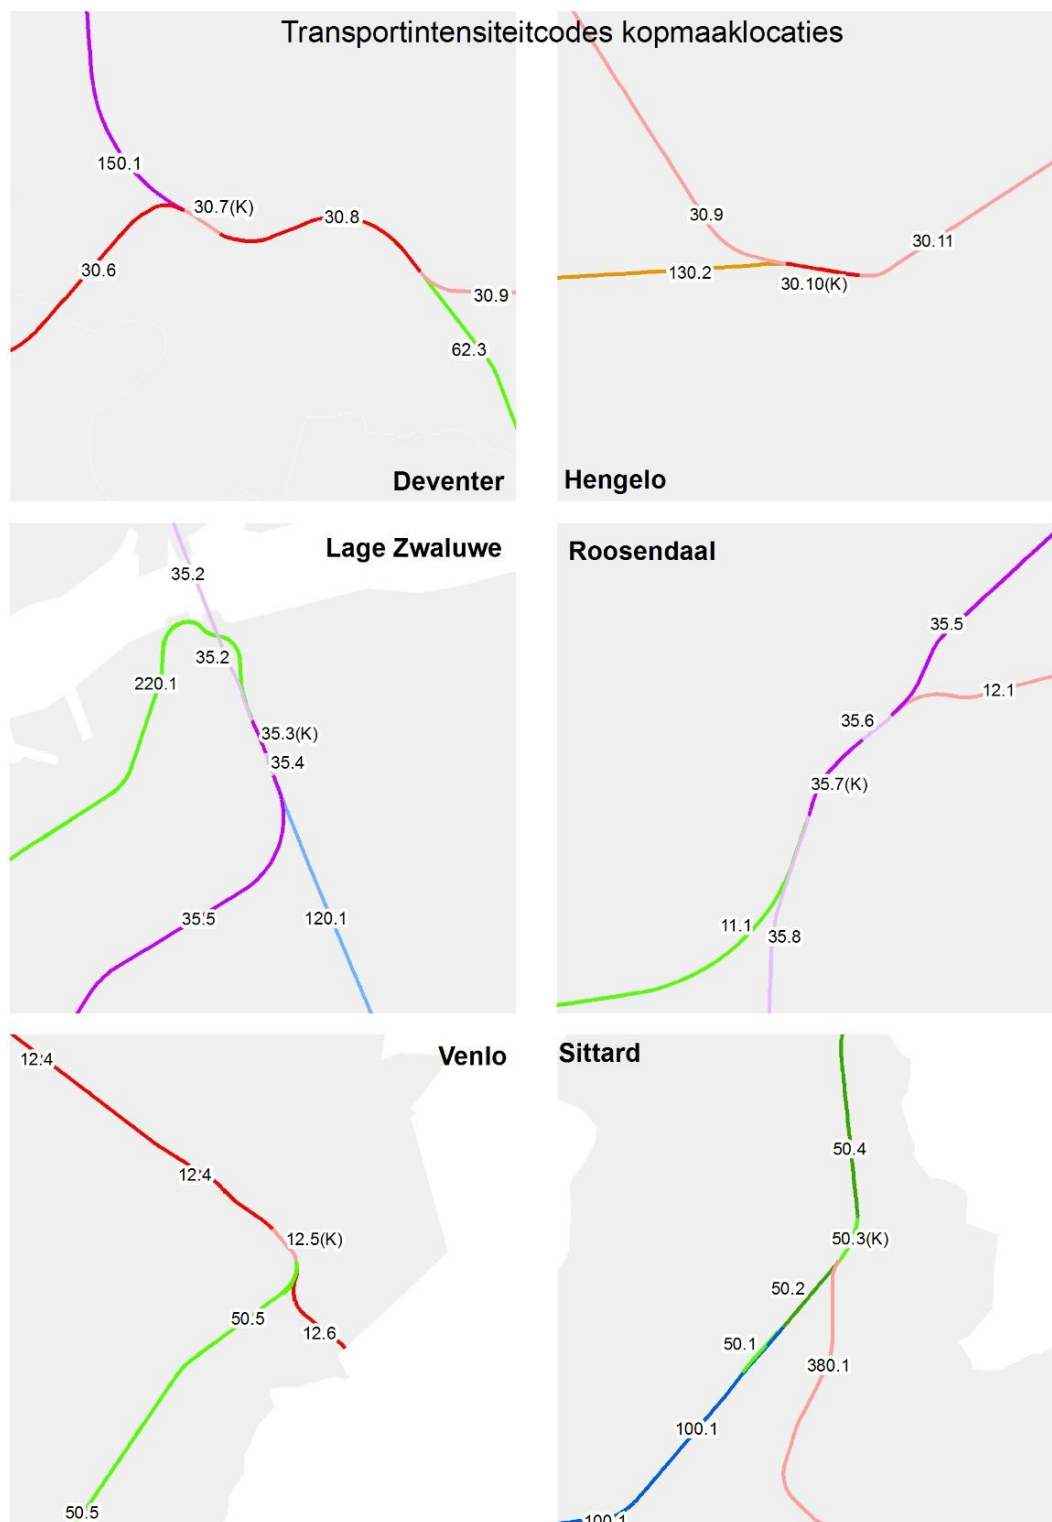 Transportintensiteitcodes kopmaaklocaties
150.1
30.7(K)
30.8
30.6
30.9
62.3
Deventer
30.9
30.11
130.2
30.10(K)
Hengelo
Lage Zwaluwe
35.2
35.2
220.1
35.3(K)
35.4
35.5
120.1
Roosendaal
35.5
12.1
35.6
35.7(K)
11.1
35.8
Venlo
12.4
12.4
12.5(K)
50.5
12.6
50.5
Sittard
50.4
50.3(K)
50.2
50.1
380.1
100.1
100.1